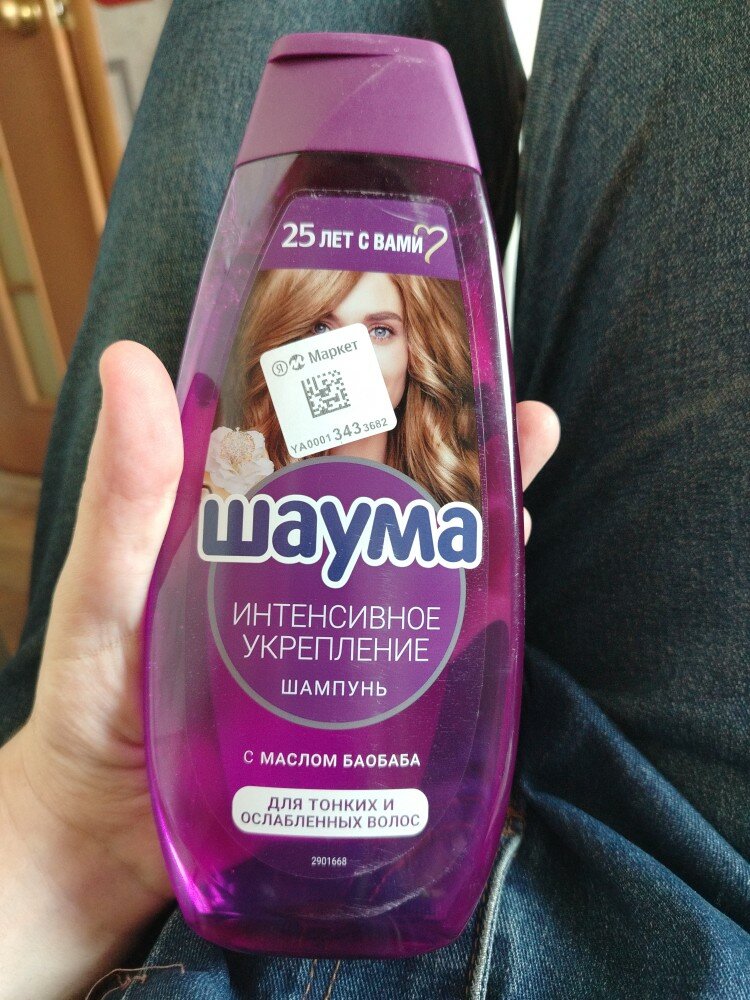 25 ЛЕТ С ВАМИ
Я М Маркет
YA0001 343 3682
шаума
ИНТЕНСИВНОЕ
УКРЕПЛЕНИЕ
ШАМПУНЬ
С МАСЛОМ БАОБАБА
ДЛЯ ТОНКИХ И
ОСЛАБЛЕННЫХ ВОЛОС
2901668